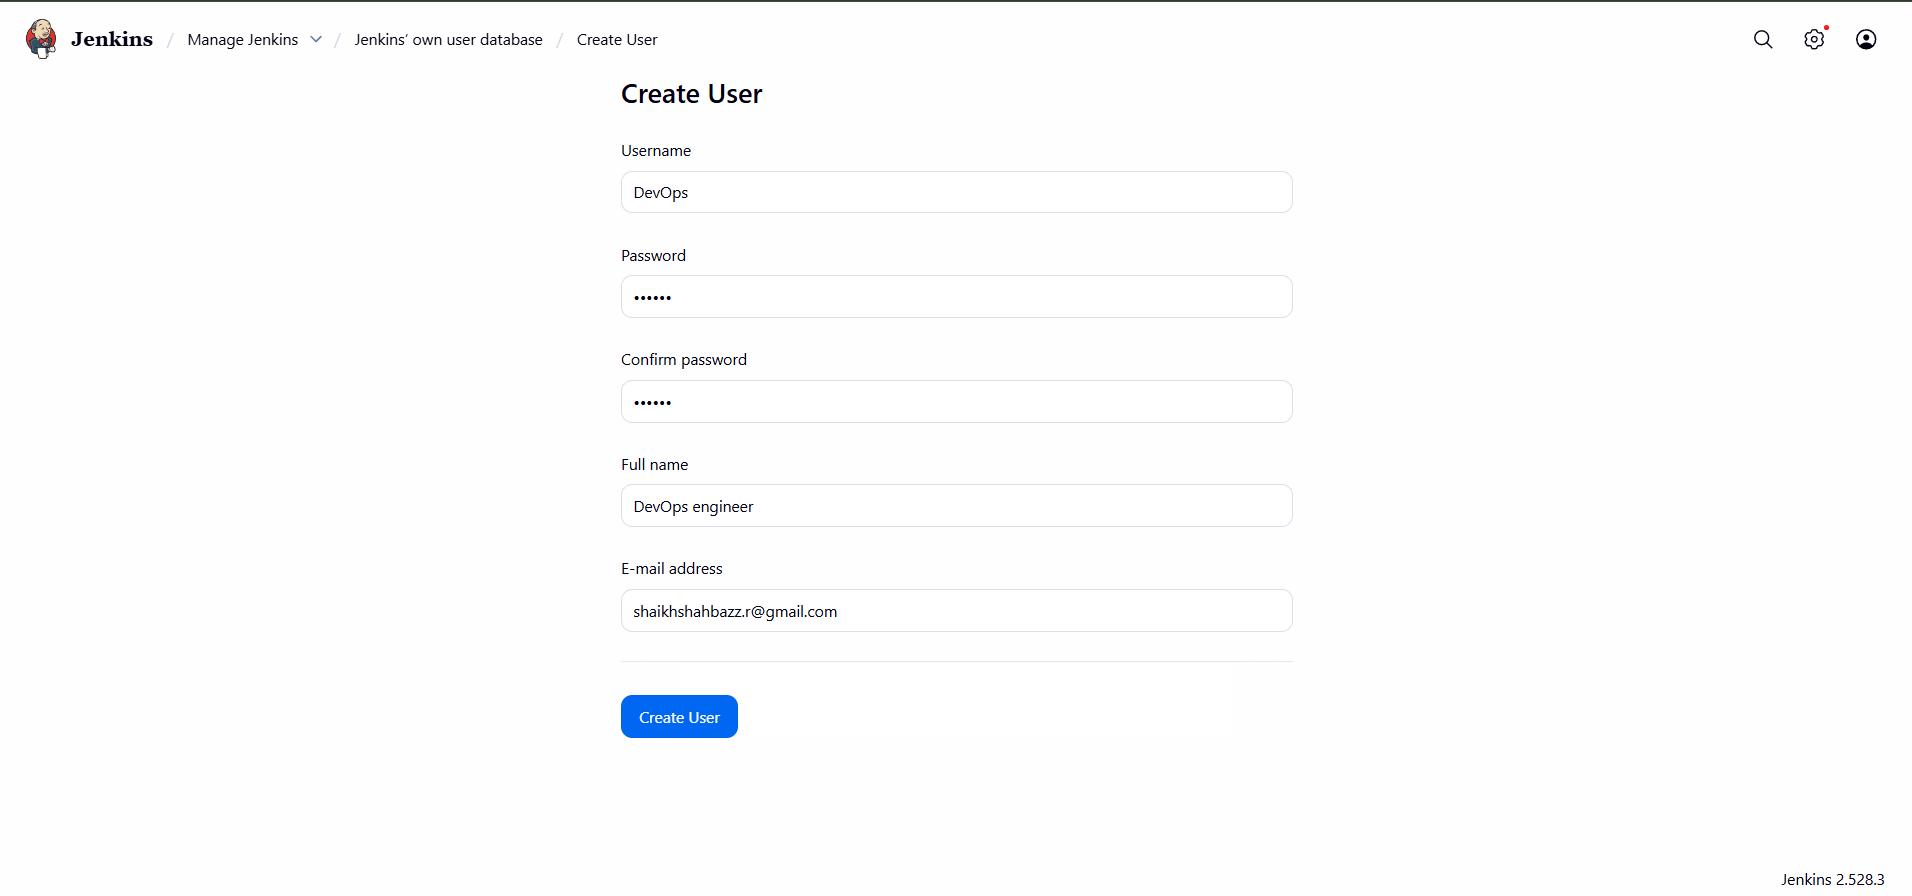 Jenkins / Manage Jenkins / Jenkins’ own user database / Create User
Create User
Username
DevOps
Password
••••••
Confirm password
••••••
Full name
DevOps engineer
E-mail address
shaikhshahbazz.r@gmail.com
Create User
Jenkins 2.528.3